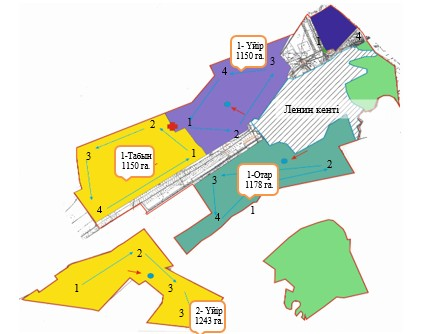 1- Үйір
1150 га.
1
4
4
3
Ленин кенті
2
1
2
3
1
1-Табын
1150 га.
4
1-Отар
1178 га.
2
3
4
1
2
1
3
3
2- Үйір
1243 га.